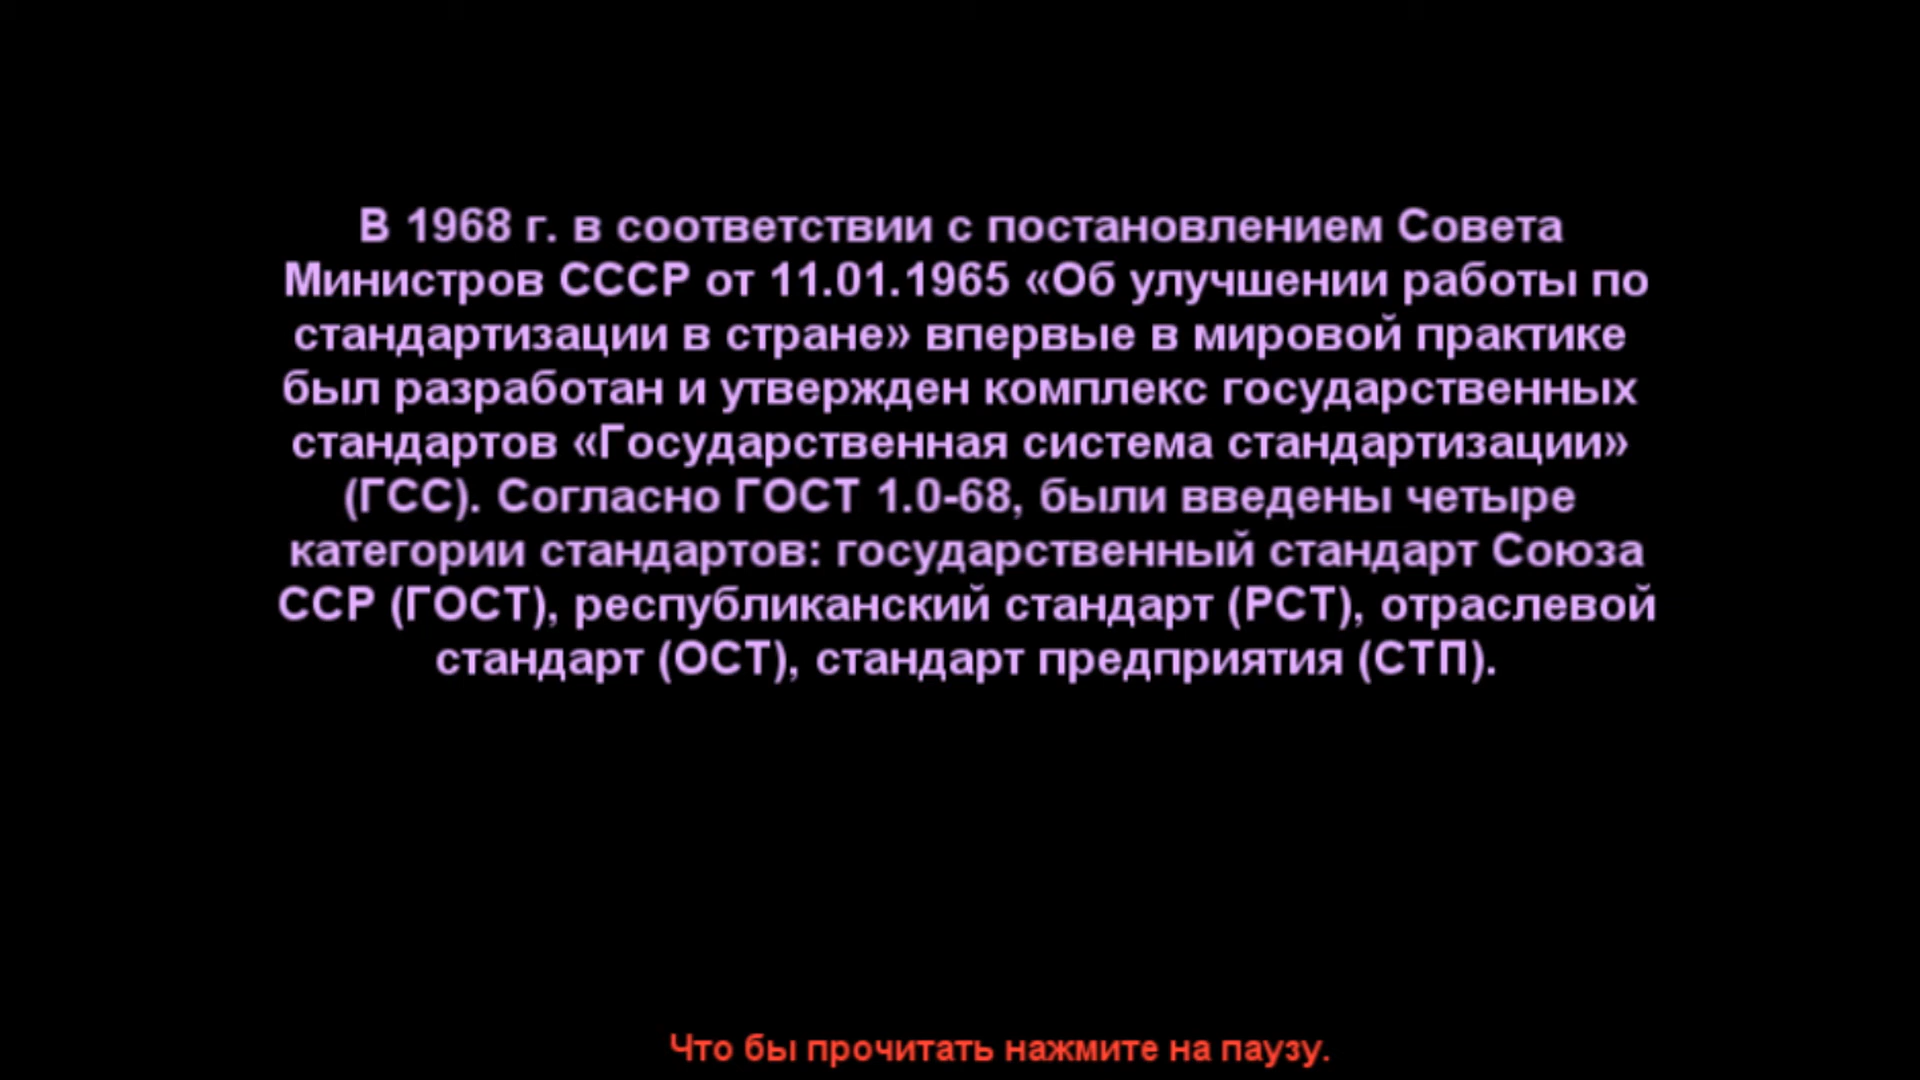 В 1968 г. в соответствии с постановлением Совета
Министров СССР от 11.01.1965 «Об улучшении работы по
стандартизации в стране» впервые в мировой практике
был разработан и утвержден комплекс государственных
стандартов «Государственная система стандартизации»
(ГСС). Согласно ГОСТ 1.0-68, были введены четыре
категории стандартов: государственный стандарт Союза
ССР (ГОСТ), республиканский стандарт (РСТ), отраслевой
стандарт (ОСТ), стандарт предприятия (СТП).
Что бы прочитать нажмите на паузу.